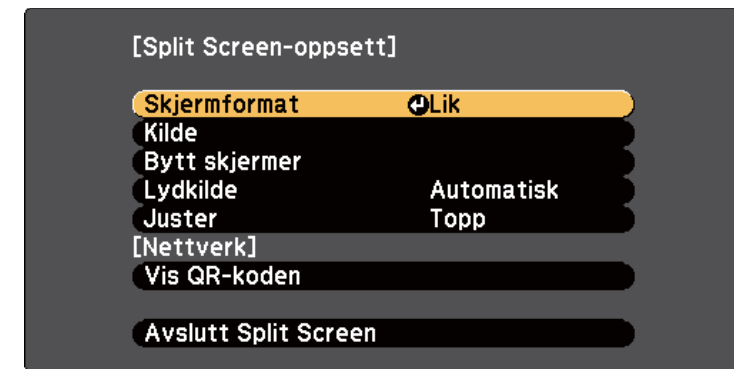 [Split Screen-oppsett]
Skjermformat Lik
Kilde
Bytt skjermer
Lydkilde Automatisk
Juster Topp
[Nettverk]
Vis QR-koden
Avslutt Split Screen